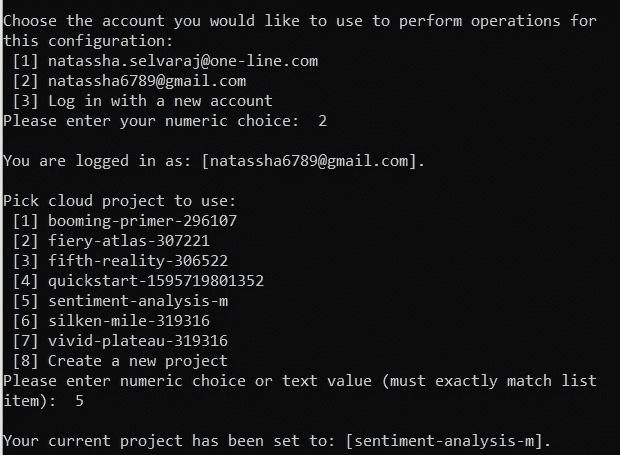 Choose the account you would like to use to perform operations for
this configuration:
[1] natassha.selvaraj@one-line.com
[2] natassha6789@gmail.com
[3] Log in with a new account
Please enter your numeric choice:  2
You are logged in as: [natassha6789@gmail.com].
Pick cloud project to use:
[1] booming-primer-296107
[2] fiery-atlas-307221
[3] fifth-reality-306522
[4] quickstart-1595719801352
[5] sentiment-analysis-m
[6] silken-mile-319316
[7] vivid-plateau-319316
[8] Create a new project
Please enter numeric choice or text value (must exactly match list
item):  5
Your current project has been set to: [sentiment-analysis-m].